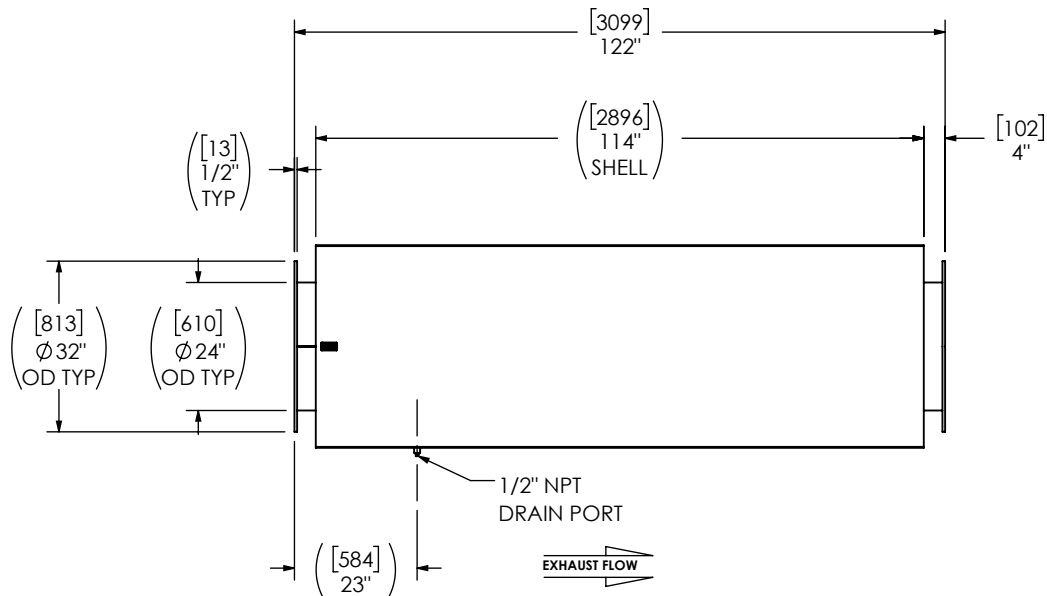 [3099]
122"
([2896]
114"
SHELL)
[102]
4"
([13]
1/2"
TYP)
([813]
Ø32"
OD TYP)
([610]
Ø24"
OD TYP)
1/2" NPT
DRAIN PORT
([584]
23")
EXHAUST FLOW